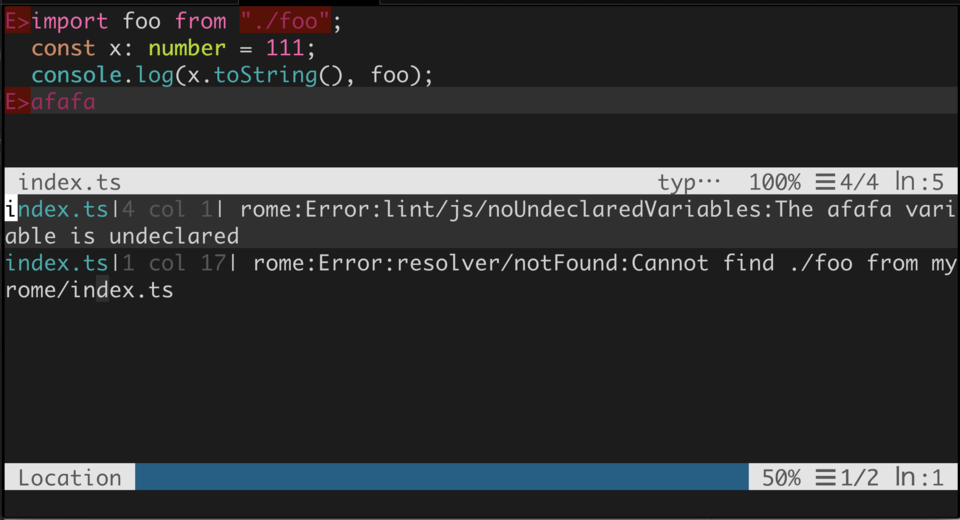 E>import foo from "./foo";
const x: number = 111;
console.log(x.toString(), foo);
E>afafa
index.ts typ… 100% ☰4/4 ln:5
index.ts|4 col 1| rome:Error:lint/js/noUndeclaredVariables:The afafa vari
able is undeclared
index.ts|1 col 17| rome:Error:resolver/notFound:Cannot find ./foo from my
rome/index.ts
Location 50% ☰1/2 ln:1